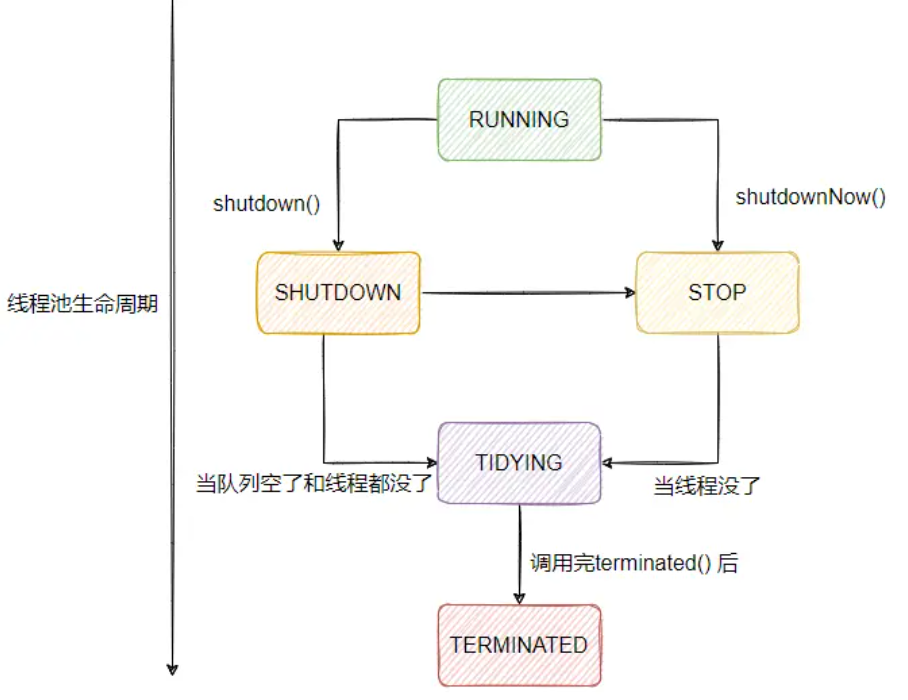 RUNNING
shutdown()
shutdownNow()
线程池生命周期
SHUTDOWN
STOP
TIDYING
当队列空了和线程都没了
当线程没了
调用完terminated() 后
TERMINATED